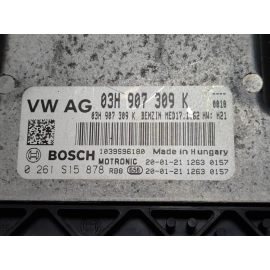 VW AG 03H 907 309 K
0010
03H 907 309 K BENZIN MED17.1.62 HW: H21
BOSCH 1039S96180 Made in Hungary
MOTRONIC 20-01-21 1263 0157
0 261 S15 878 RB8 20-01-21 1263 0157